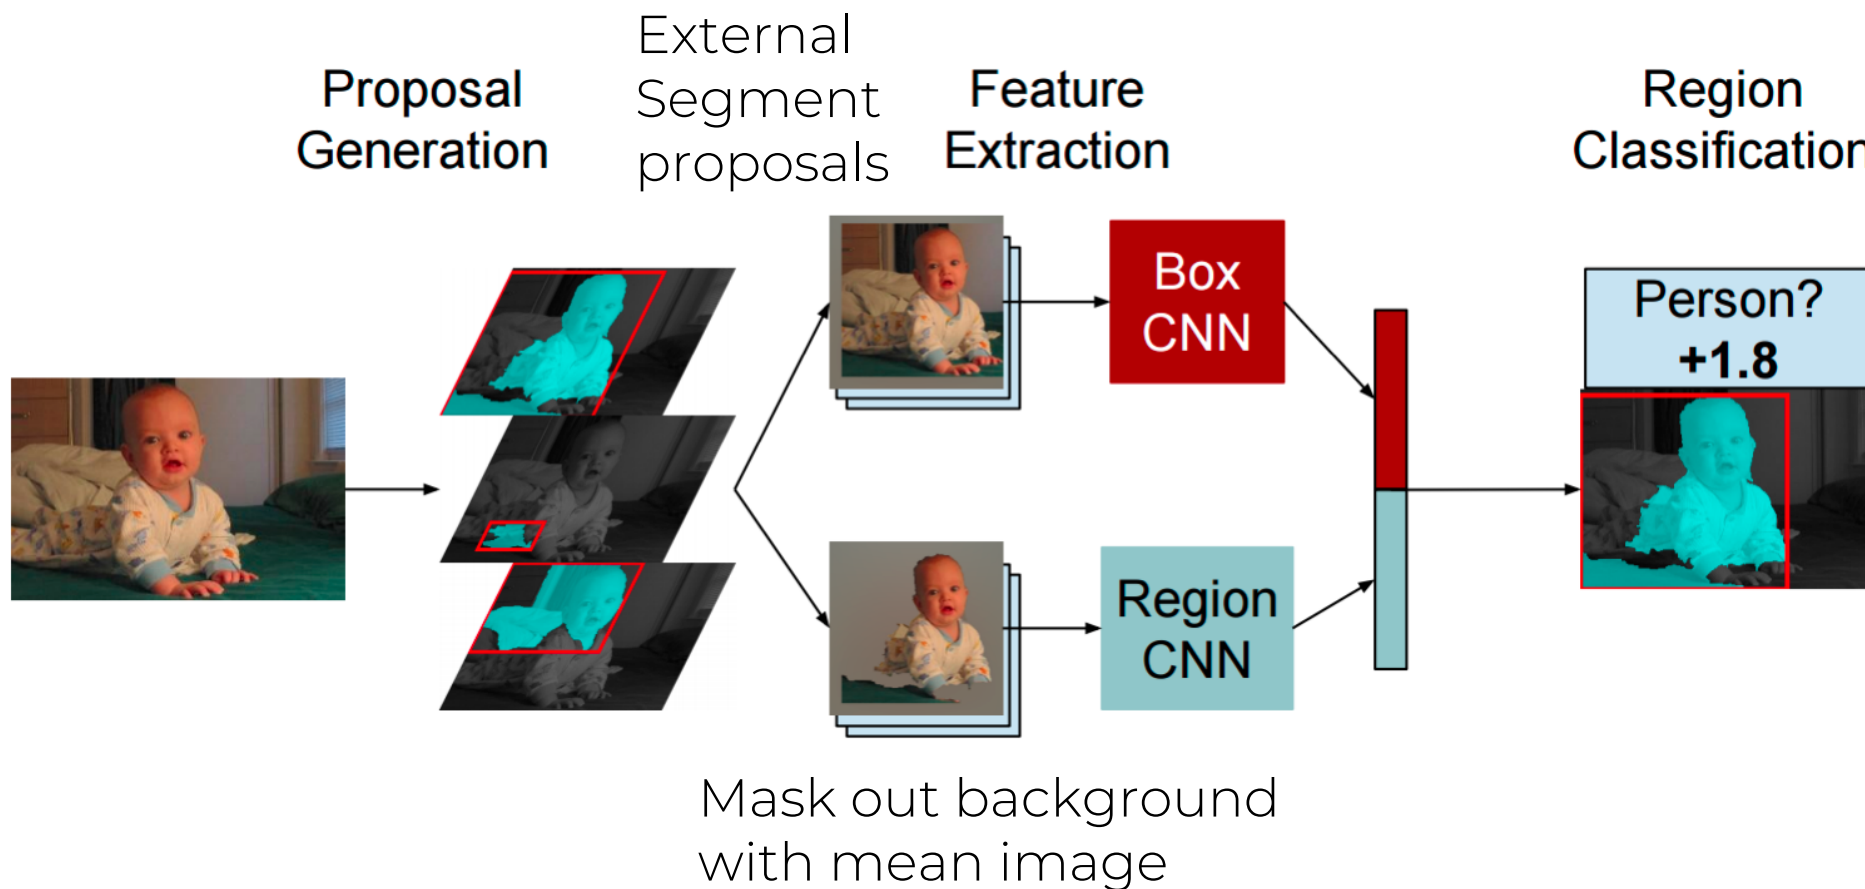 Proposal
Generation
External
Segment
proposals
Feature
Extraction
Region
Classification
Box
CNN
Person?
+1.8
Region
CNN
Mask out background
with mean image